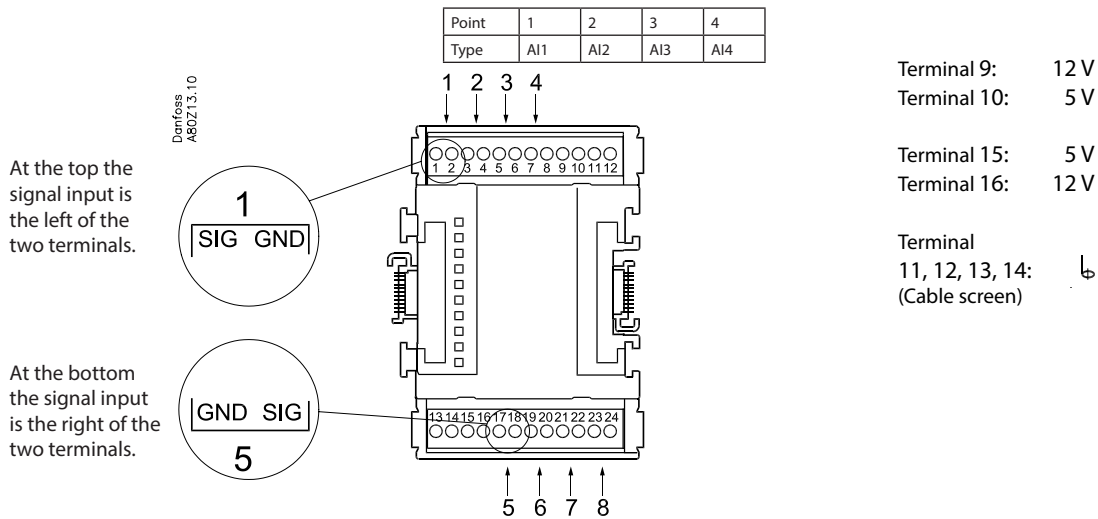 Point 1 2 3 4
Type AI1 AI2 AI3 AI4
1 2 3 4
Danfoss
A80Z13.10
At the top the
signal input is
the left of the
two terminals.
1
SIG GND
1 2 3 4 5 6 7 8 9 10 11 12
Terminal 9: 12 V
Terminal 10: 5 V
Terminal 15: 5 V
Terminal 16: 12 V
Terminal
11, 12, 13, 14:
(Cable screen)
At the bottom
the signal input
is the right of the
two terminals.
GND SIG
5
13 14 15 16 17 18 19 20 21 22 23 24
5 6 7 8